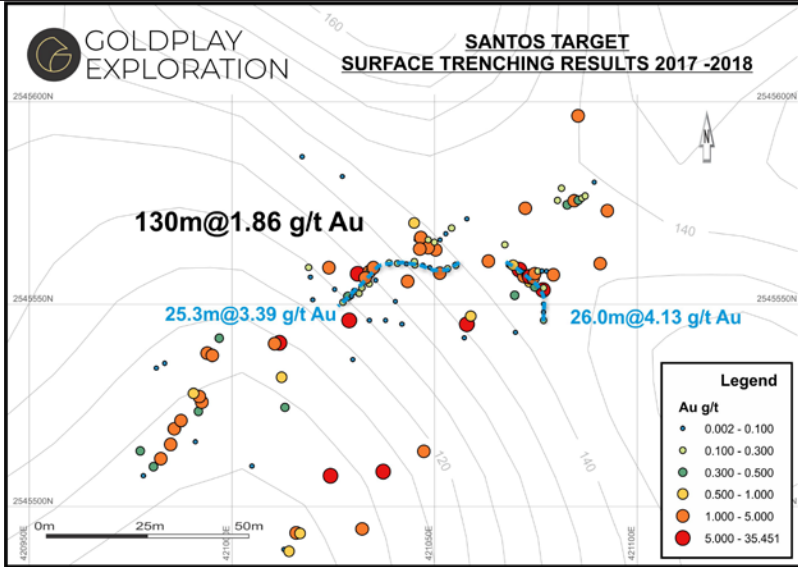 GOLDPLAY
EXPLORATION
SANTOS TARGET
SURFACE TRENCHING RESULTS 2017 -2018
160
2545600N
2545600N
N
130m@1.86 g/t Au
140
2545550N
2545550N
25.3m@3.39 g/t Au
26.0m@4.13 g/t Au
Legend
Au g/t
0.002 - 0.100
0.100 - 0.300
0.300 - 0.500
0.500 - 1.000
1.000 - 5.000
5.000 - 35.451
120
140
2545500N
2545500N
0m
25m
50m
420950E
421000E
421050E
421100E